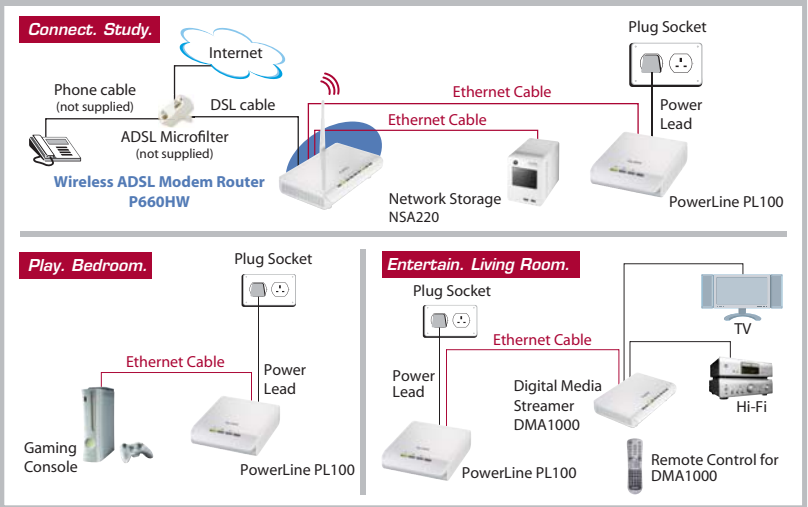 Connect. Study.
Internet
Plug Socket
Phone cable
(not supplied)
DSL cable
Ethernet Cable
Ethernet Cable
Power
Lead
ADSL Microfilter
(not supplied)
Wireless ADSL Modem Router
P660HW
Network Storage
NSA220
PowerLine PL100
Play. Bedroom.
Plug Socket
Ethernet Cable
Power
Lead
Gaming
Console
PowerLine PL100
Entertain. Living Room.
Plug Socket
TV
Ethernet Cable
Power
Lead
Digital Media
Streamer
DMA1000
Hi-Fi
PowerLine PL100
Remote Control for
DMA1000